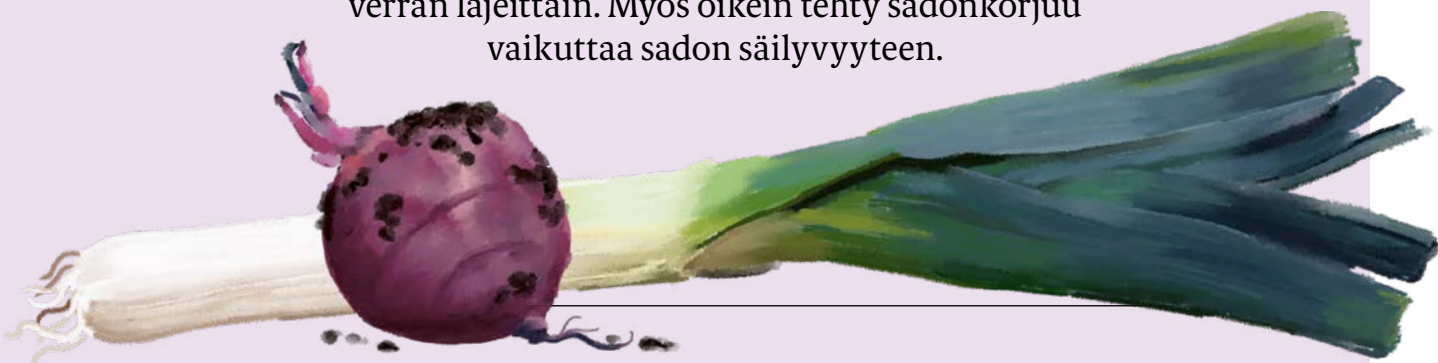 verran lajeittain. Myös oikein tehty sadonkorjuu
vaikuttaa sadon säilyvyyteen.